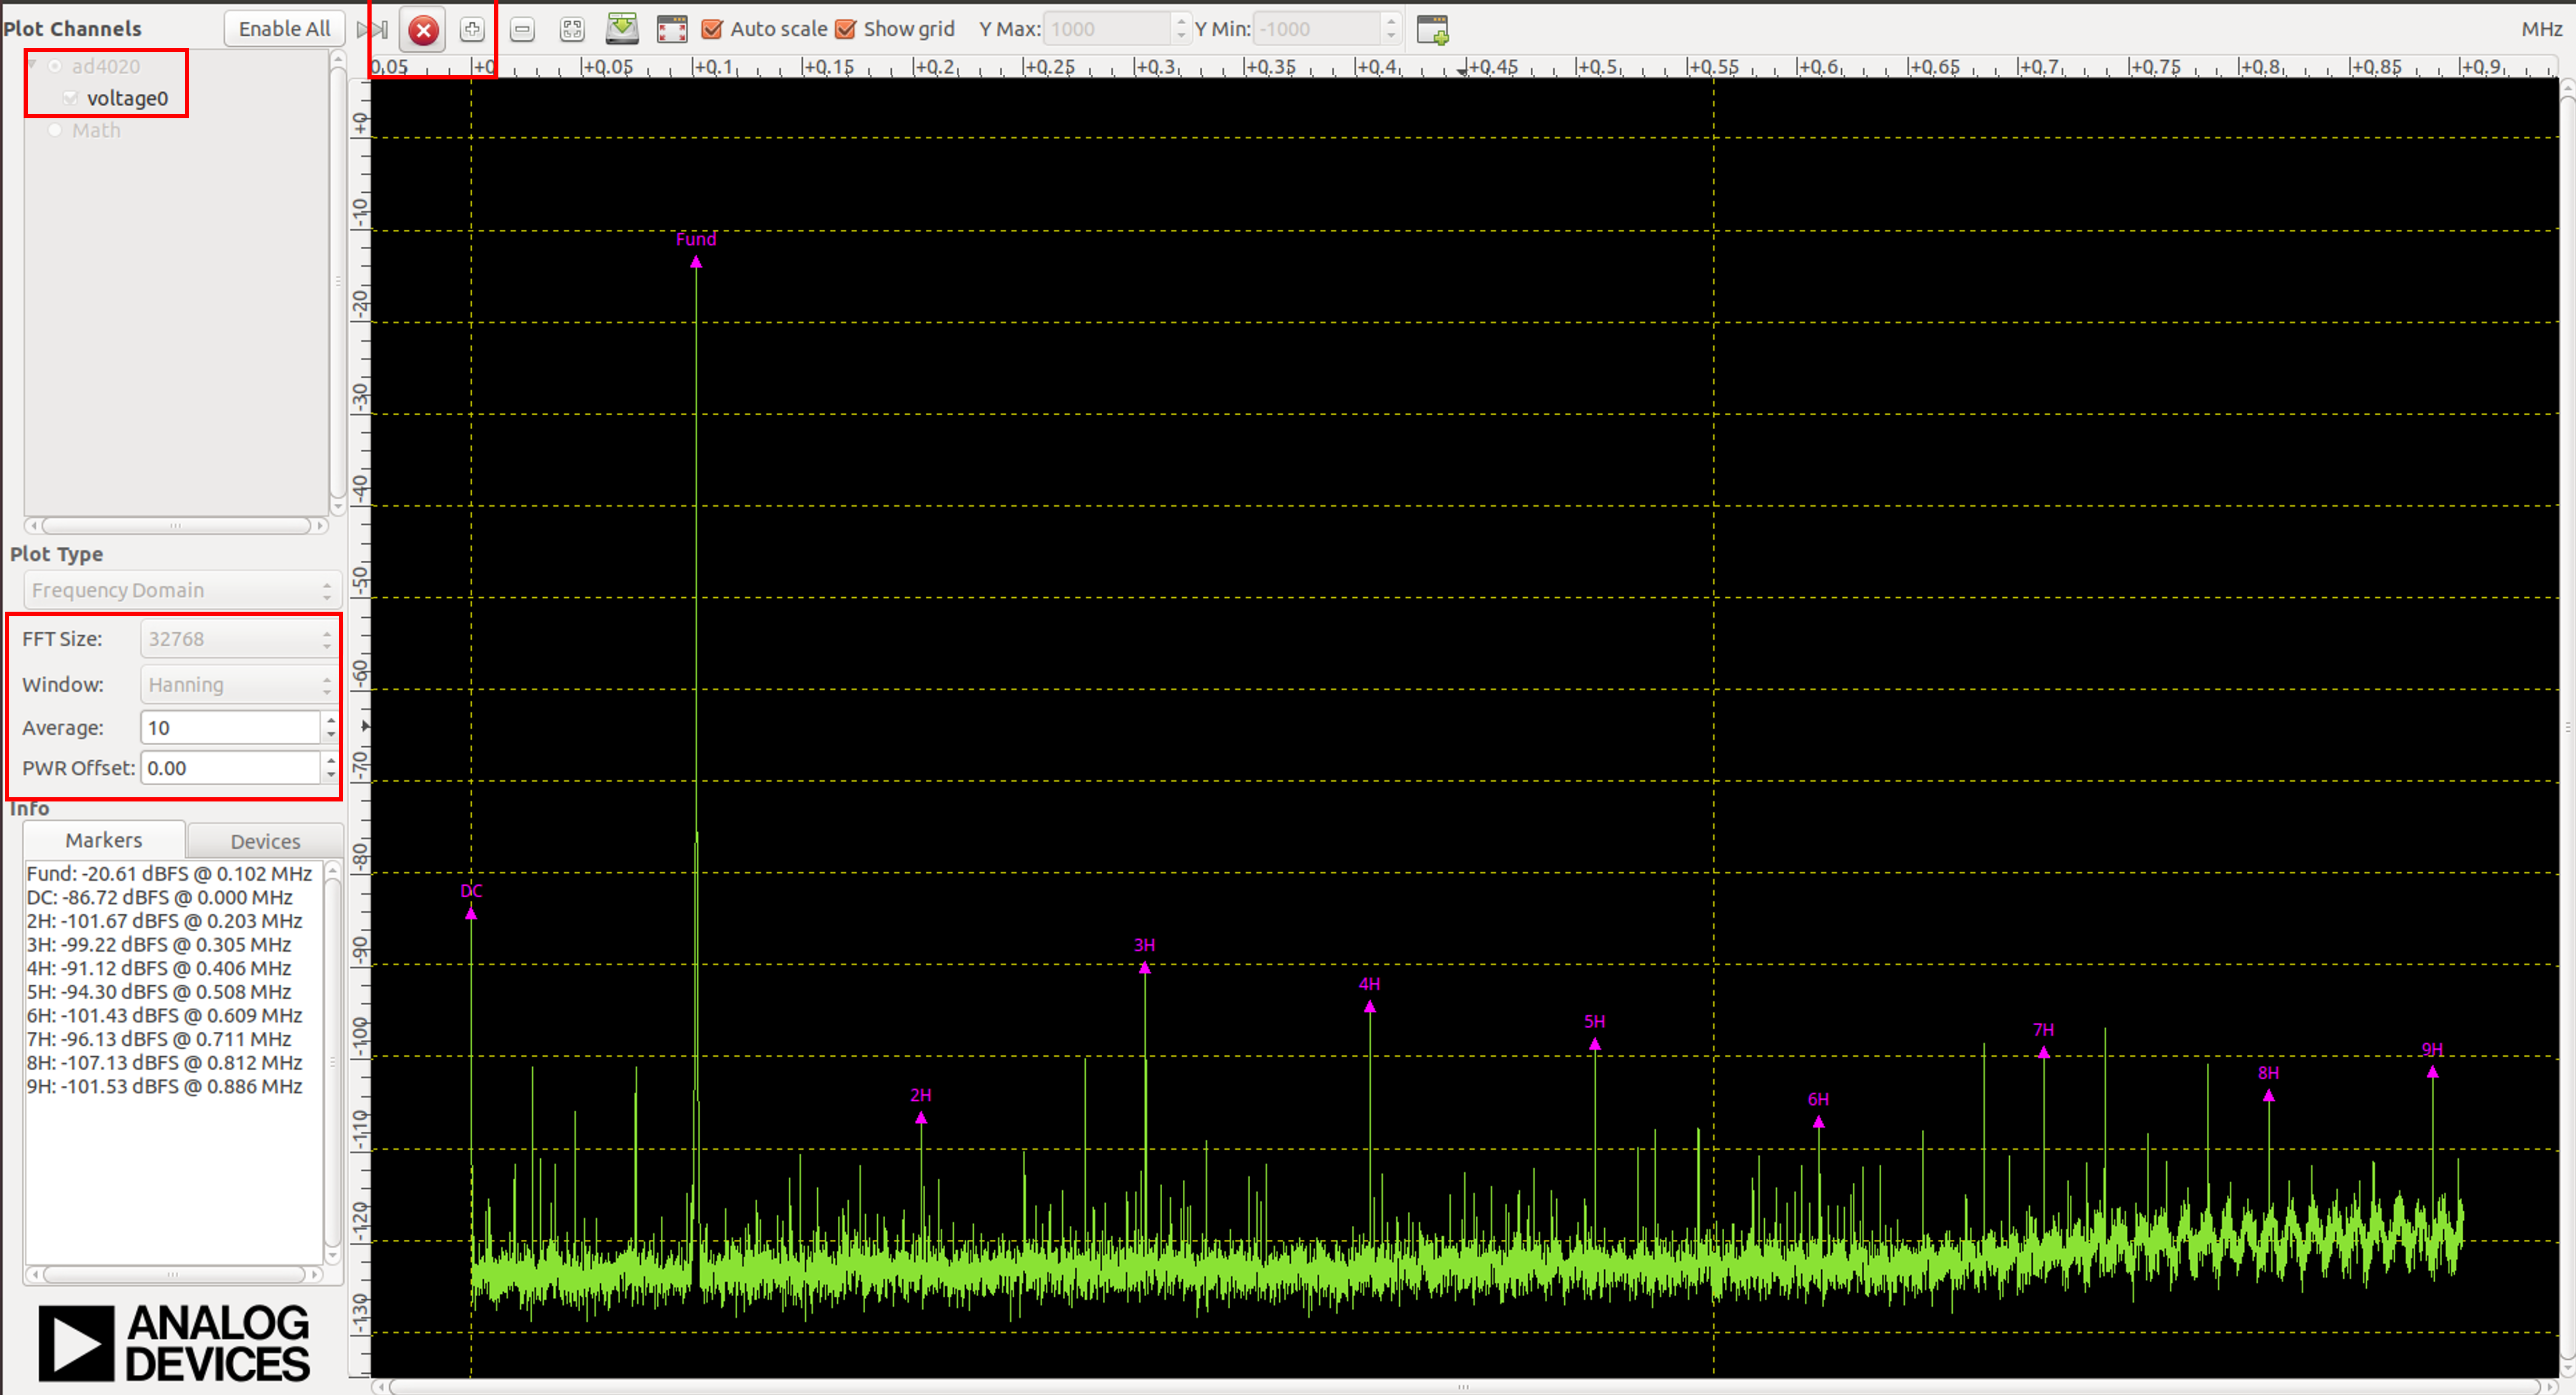 Plot Channels Enable All Auto scale Show grid Y Max: 1000 Y Min: -1000 MHz
ad4020
voltage0
Math
0.05 +0 +0.05 +0.1 +0.15 +0.2 +0.25 +0.3 +0.35 +0.4 +0.45 +0.5 +0.55 +0.6 +0.65 +0.7 +0.75 +0.8 +0.85 +0.9
+0
-10
-20
-30
-40
-50
-60
-70
-80
-90
-100
-110
-120
-130
Fund
DC
2H
3H
4H
5H
6H
7H
8H
9H
Plot Type
Frequency Domain
FFT Size: 32768
Window: Hanning
Average: 10
PWR Offset: 0.00
Info
Markers Devices
Fund: -20.61 dBFS @ 0.102 MHz
DC: -86.72 dBFS @ 0.000 MHz
2H: -101.67 dBFS @ 0.203 MHz
3H: -99.22 dBFS @ 0.305 MHz
4H: -91.12 dBFS @ 0.406 MHz
5H: -94.30 dBFS @ 0.508 MHz
6H: -101.43 dBFS @ 0.609 MHz
7H: -96.13 dBFS @ 0.711 MHz
8H: -107.13 dBFS @ 0.812 MHz
9H: -101.53 dBFS @ 0.886 MHz
ANALOG
DEVICES